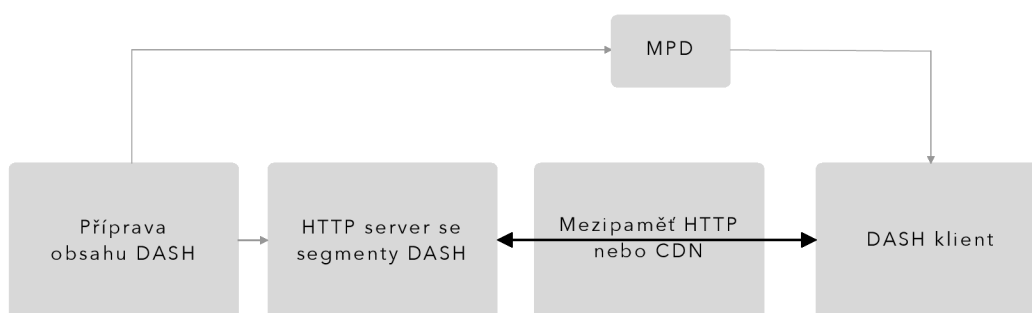 MPD
Příprava
obsahu DASH
HTTP server se
segmenty DASH
Mezipaměť HTTP
nebo CDN
DASH klient